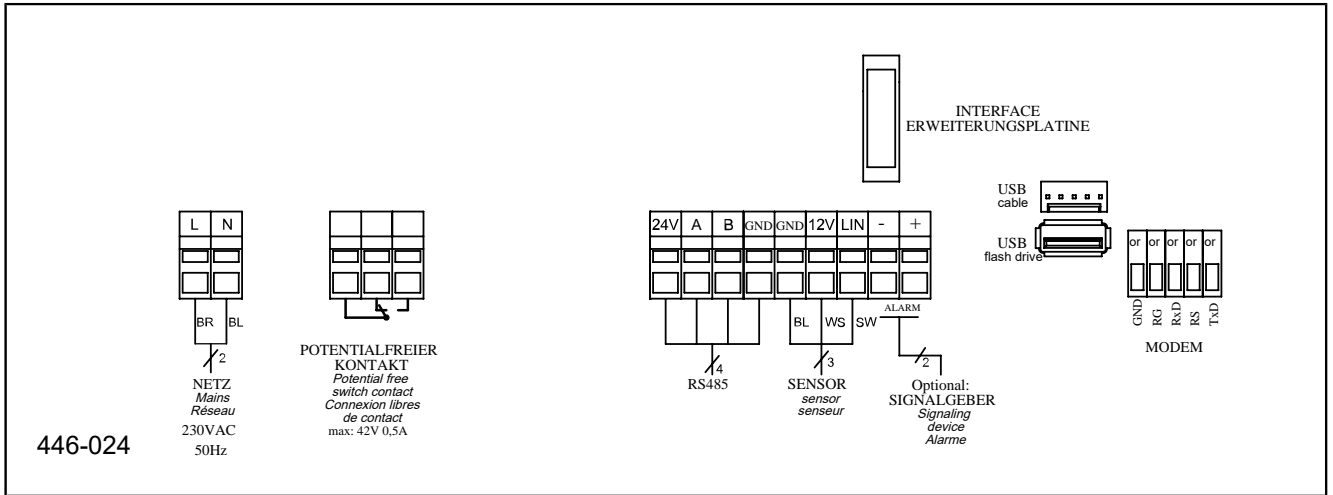 INTERFACE
ERWEITERUNGSPLATINE
USB
cable
USB
flash drive
L N
24V A B GND GND 12V LIN - +
or or or or or
GND RG RxD RS TxD
MODEM
BR BL
2
NETZ
Mains
Réseau
230VAC
50Hz
POTENTIALFREIER
KONTAKT
Potential free
switch contact
Connexion libres
de contact
max: 42V 0,5A
4
RS485
BL WS SW
3
SENSOR
sensor
senseur
ALARM
2
Optional:
SIGNALGEBER
Signaling
device
Alarme
446-024